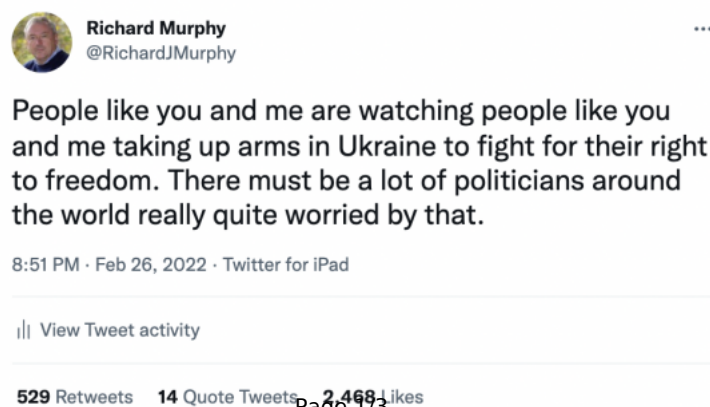 Richard Murphy
@RichardJMurphy
People like you and me are watching people like you
and me taking up arms in Ukraine to fight for their right
to freedom. There must be a lot of politicians around
the world really quite worried by that.
8:51 PM · Feb 26, 2022 · Twitter for iPad
View Tweet activity
529 Retweets 14 Quote Tweets 2,468 Likes
Page 1/3